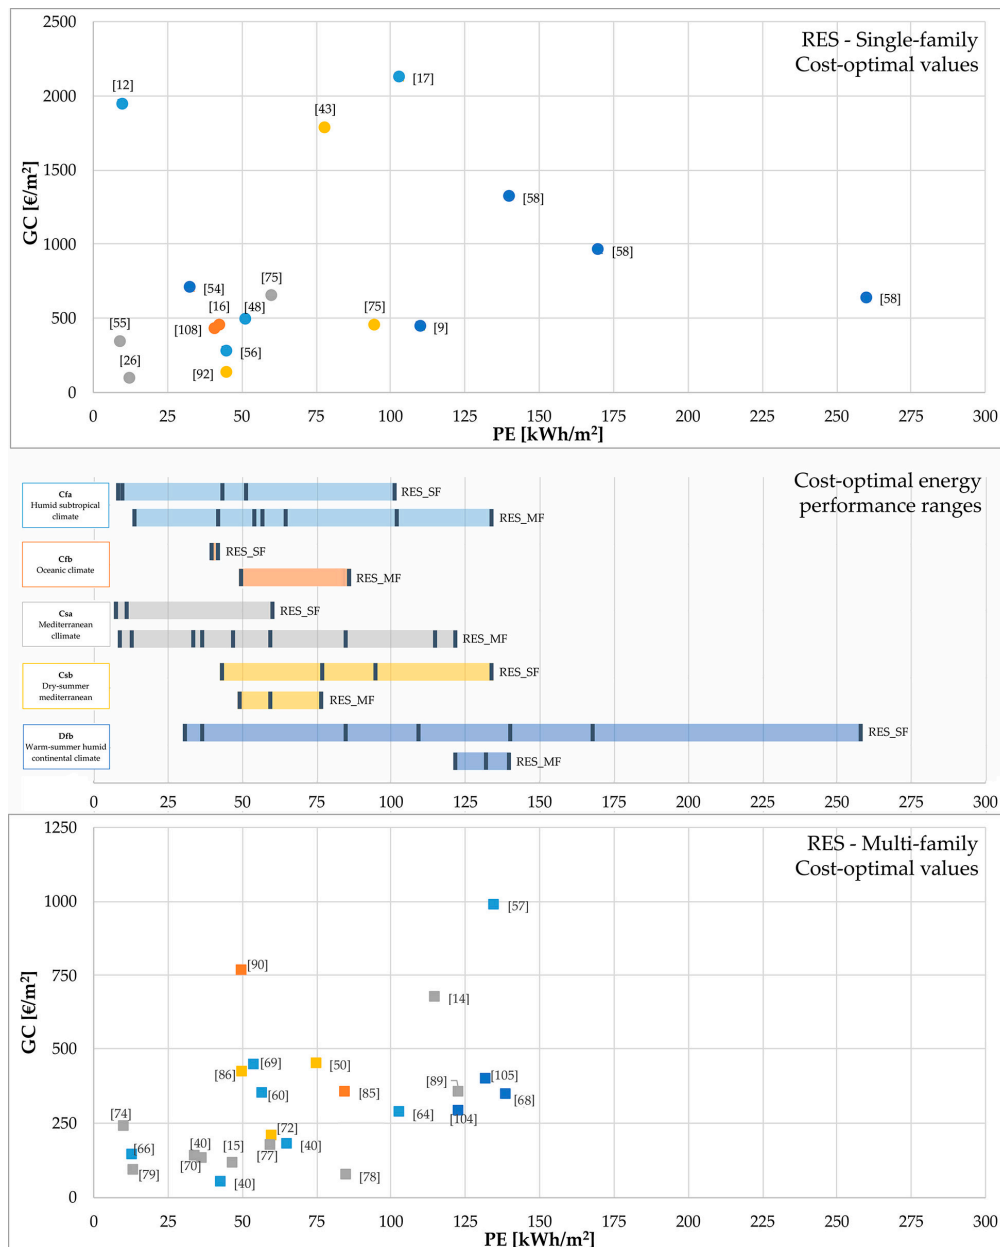 RES - Single-family
Cost-optimal values
GC [€/m²]
2500
2000
1500
1000
500
0
[12]
[17]
[43]
[58]
[58]
[58]
[54]
[75]
[16]
[48]
[108]
[75]
[9]
[55]
[26]
[56]
[92]
0 25 50 75 100 125 150 175 200 225 250 275 300
PE [kWh/m²]
Cost-optimal energy
performance ranges
Cfa
Humid subtropical
climate
RES_SF
RES_MF
Cfb
Oceanic climate
RES_SF
RES_MF
Csa
Mediterranean
cllimate
RES_SF
RES_MF
Csb
Dry-summer
mediterranean
RES_SF
RES_MF
Dfb
Warm-summer humid
continental climate
RES_SF
RES_MF
0 25 50 75 100 125 150 175 200 225 250 275 300
RES - Multi-family
Cost-optimal values
GC [€/m²]
1250
1000
750
500
250
0
[57]
[90]
[14]
[69]
[50]
[86]
[60]
[85]
[89]
[105]
[68]
[64]
[104]
[74]
[72]
[66]
[40]
[15]
[77]
[40]
[70]
[79]
[40]
[78]
0 25 50 75 100 125 150 175 200 225 250 275 300
PE [kWh/m²]